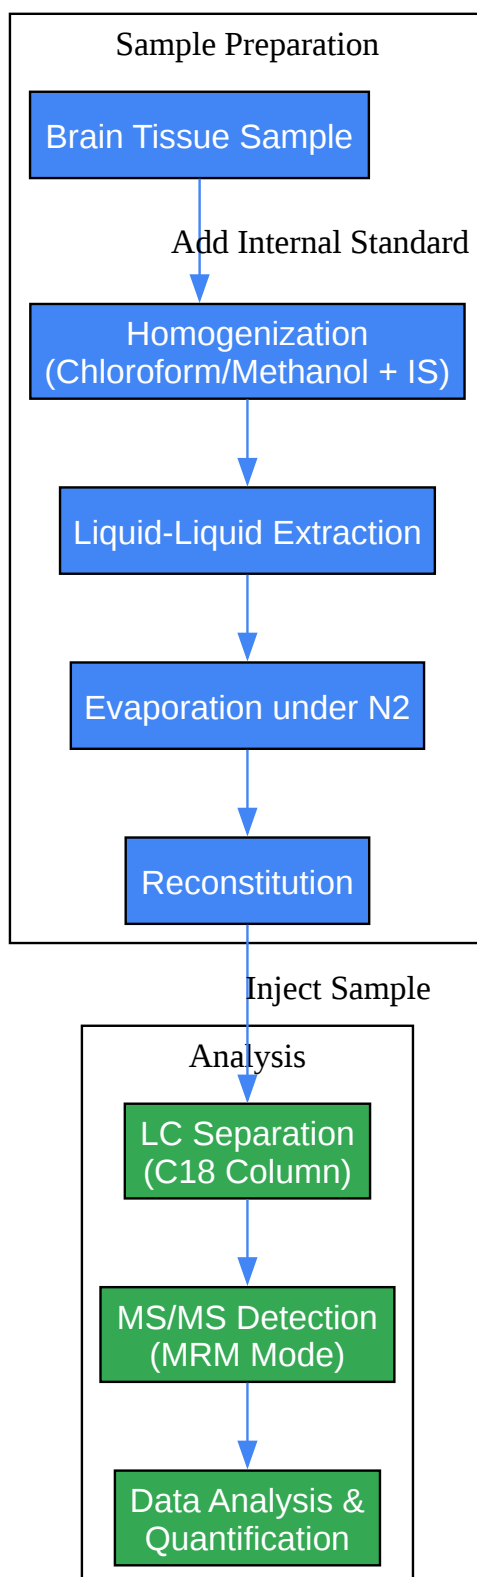 Sample Preparation
Brain Tissue Sample
Add Internal Standard
Homogenization
(Chloroform/Methanol + IS)
Liquid-Liquid Extraction
Evaporation under N2
Reconstitution
Inject Sample
Analysis
LC Separation
(C18 Column)
MS/MS Detection
(MRM Mode)
Data Analysis &
Quantification